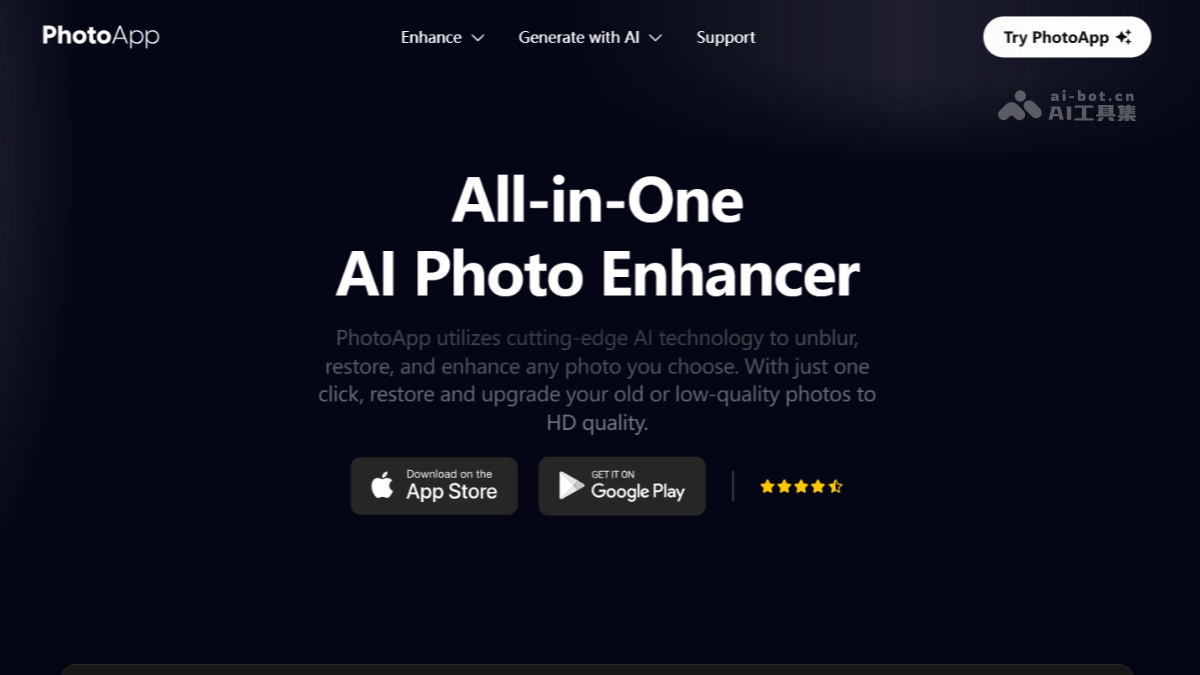 PhotoApp
Enhance
Generate with AI
Support
Try PhotoApp
ai-bot.cn
AI工具集
All-in-One
AI Photo Enhancer
PhotoApp utilizes cutting-edge AI technology to unblur,
restore, and enhance any photo you choose. With just one
click, restore and upgrade your old or low-quality photos to
HD quality.
Download on the
App Store
GET IT ON
Google Play